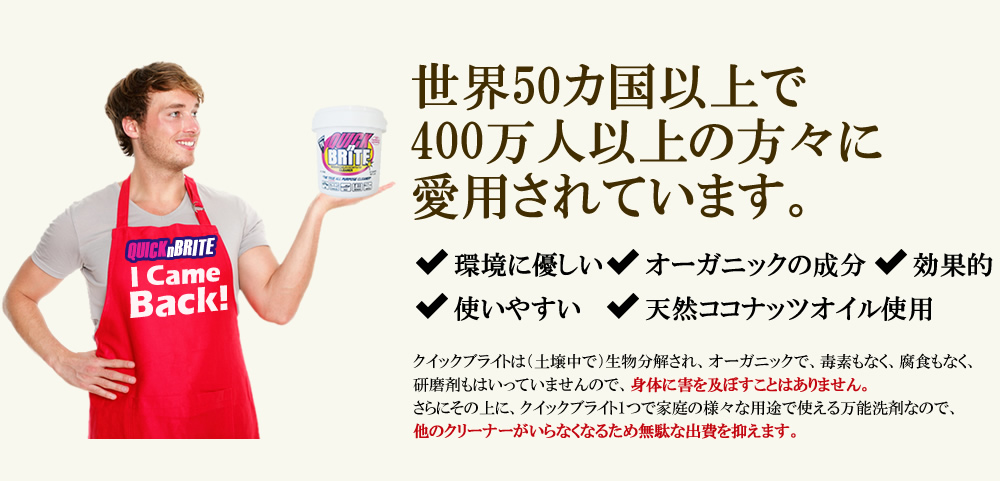 世界50カ国以上で
400万人以上の方々に
愛用されています。
✔ 環境に優しい ✔ オーガニックの成分 ✔ 効果的
✔ 使いやすい ✔ 天然ココナッツオイル使用
クイックブライトは(土壌中で)生物分解され、オーガニックで、毒素もなく、腐食もなく、
研磨剤もはいっていませんので、身体に害を及ぼすことはありません。
さらにその上に、クイックブライト1つで家庭の様々な用途で使える万能洗剤なので、
他のクリーナーがいらなくなるため無駄な出費を抑えます。
QUICK
n
BRITE
QUICKnBRITE
I Came
Back!